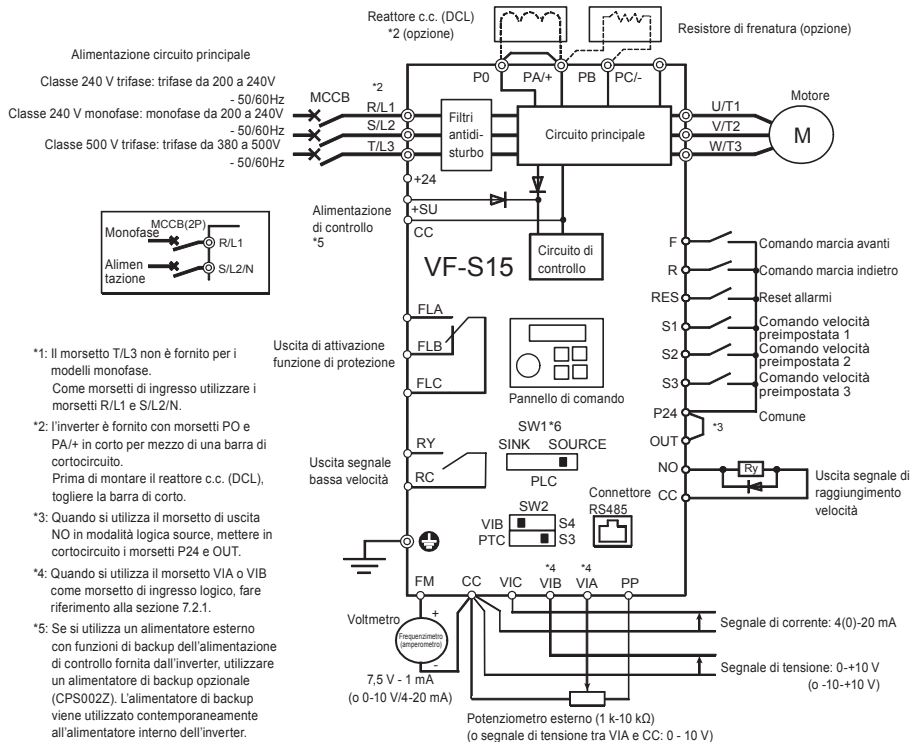 Reattore c.c. (DCL)
*2 (opzione)
Resistore di frenatura (opzione)
Alimentazione circuito principale
P0
PA/+
PB
PC/-
Classe 240 V trifase: trifase da 200 a 240V
- 50/60Hz
Classe 240 V monofase: monofase da 200 a 240V
- 50/60Hz
Classe 500 V trifase: trifase da 380 a 500V
- 50/60Hz
*2
MCCB
R/L1
S/L2
T/L3
Filtri
antidi-
sturbo
Circuito principale
U/T1
V/T2
W/T3
Motore
M
+24
+SU
CC
Alimentazione
di controllo
*5
Circuito di
controllo
VF-S15
MCCB(2P)
Monofase
R/L1
Alimen
tazione
S/L2/N
F
Comando marcia avanti
R
Comando marcia indietro
RES
Reset allarmi
S1
Comando velocità
preimpostata 1
S2
Comando velocità
preimpostata 2
S3
Comando velocità
preimpostata 3
P24
Comune
OUT
*3
NO
Ry
CC
Uscita segnale di
raggiungimento
velocità
FLA
FLB
FLC
Uscita di attivazione
funzione di protezione
Pannello di comando
RY
RC
Uscita segnale
bassa velocità
SW1*6
SINK
SOURCE
PLC
SW2
VIB
S4
PTC
S3
Connettore
RS485
*4
*4
FM
CC
VIC
VIB
VIA
PP
Voltmetro
+
Frequenzimetro
(amperometro)
-
7,5 V - 1 mA
(o 0-10 V/4-20 mA)
Segnale di corrente: 4(0)-20 mA
Segnale di tensione: 0-+10 V
(o -10-+10 V)
Potenziometro esterno (1 k-10 kΩ)
(o segnale di tensione tra VIA e CC: 0 - 10 V)
*1: Il morsetto T/L3 non è fornito per i
modelli monofase.
Come morsetti di ingresso utilizzare i
morsetti R/L1 e S/L2/N.
*2: l'inverter è fornito con morsetti PO e
PA/+ in corto per mezzo di una barra di
cortocircuito.
Prima di montare il reattore c.c. (DCL),
togliere la barra di corto.
*3: Quando si utilizza il morsetto di uscita
NO in modalità logica source, mettere in
cortocircuito i morsetti P24 e OUT.
*4: Quando si utilizza il morsetto VIA o VIB
come morsetto di ingresso logico, fare
riferimento alla sezione 7.2.1.
*5: Se si utilizza un alimentatore esterno
con funzioni di backup dell'alimentazione
di controllo fornita dall'inverter, utilizzare
un alimentatore di backup opzionale
(CPS002Z). L'alimentatore di backup
viene utilizzato contemporaneamente
all'alimentatore interno dell'inverter.